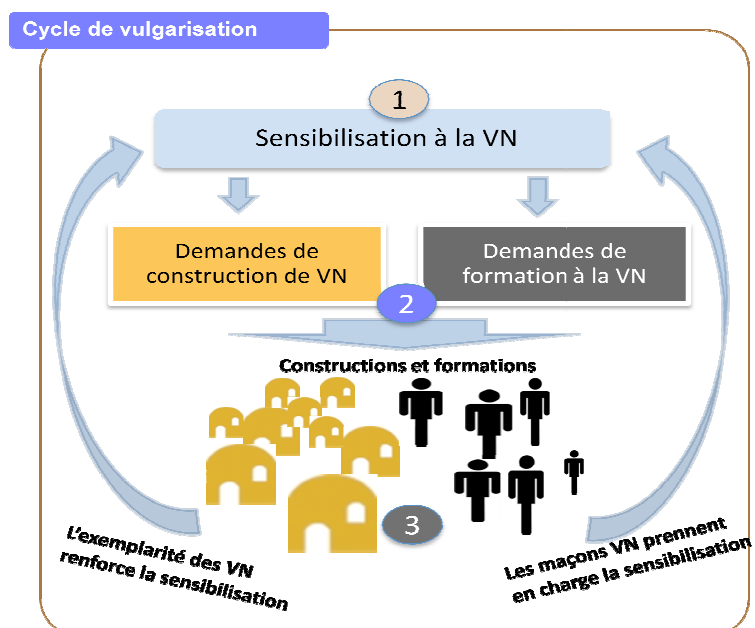 Cycle de vulgarisation
1
Sensibilisation à la VN
Demandes de
construction de VN
Demandes de
formation à la VN
2
Constructions et formations
3
L'exemplarité des VN
renforce la sensibilisation
Les maçons VN prennent
en charge la sensibilisation